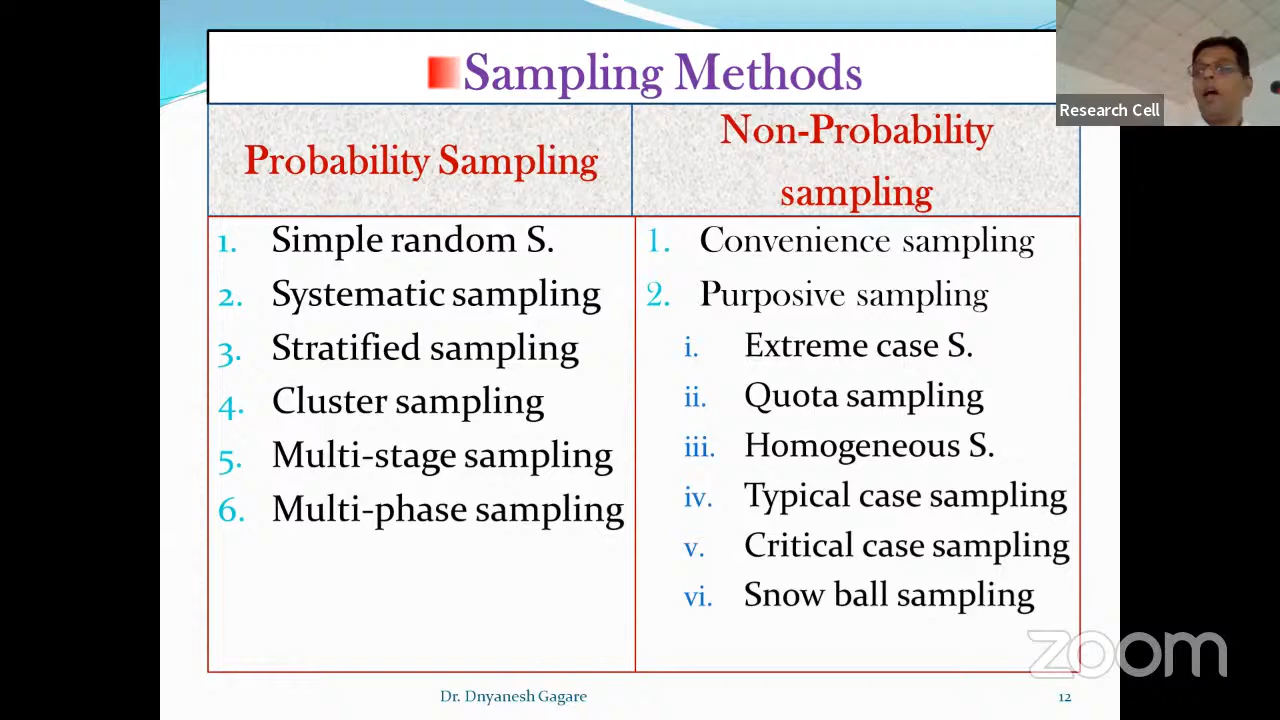 Sampling Methods
Research Cell
Probability Sampling
Non-Probability
sampling
1. Simple random S.
2. Systematic sampling
3. Stratified sampling
4. Cluster sampling
5. Multi-stage sampling
6. Multi-phase sampling
1. Convenience sampling
2. Purposive sampling
i. Extreme case S.
ii. Quota sampling
iii. Homogeneous S.
iv. Typical case sampling
v. Critical case sampling
vi. Snow ball sampling
zoom
Dr. Dnyanesh Gagare
12